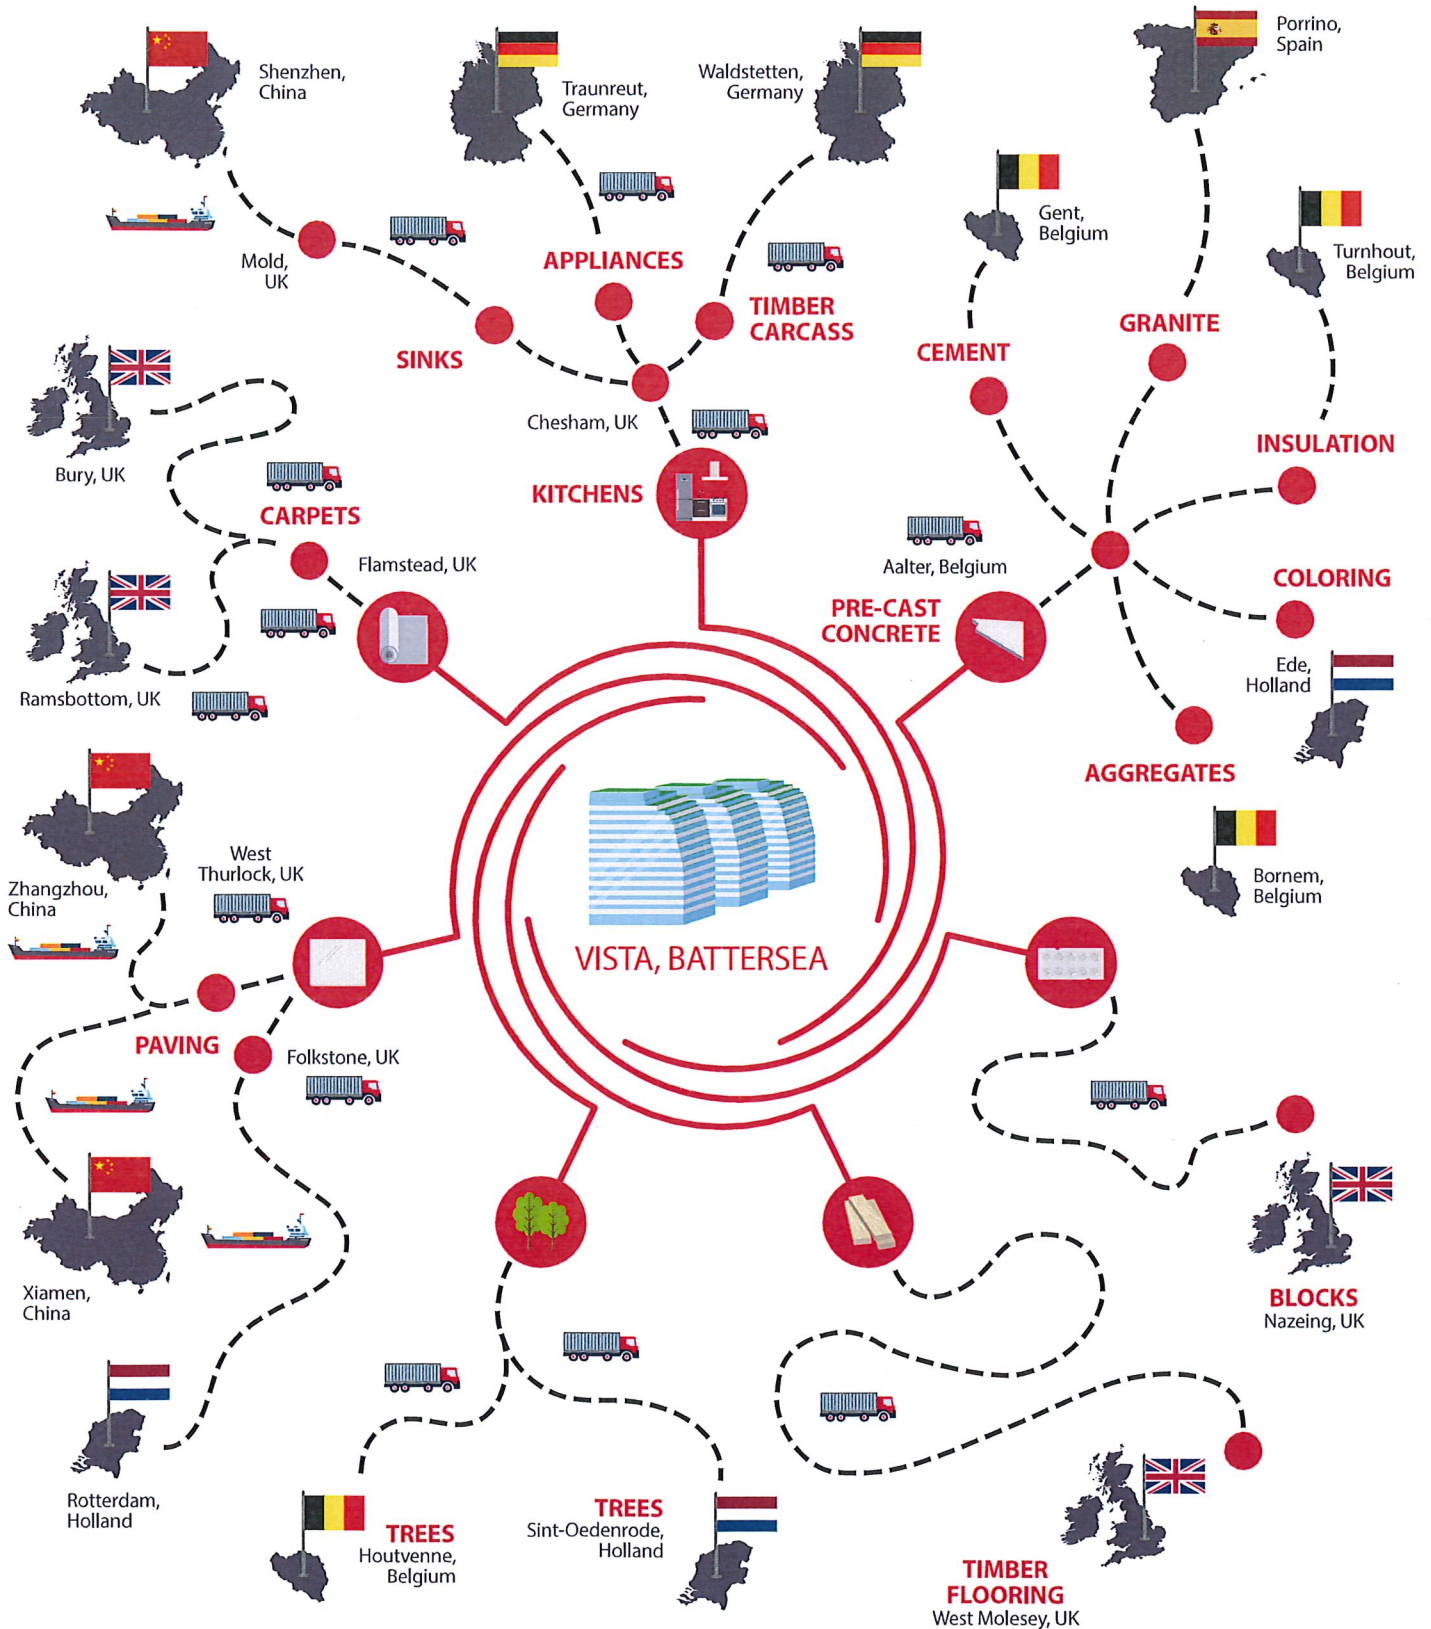 Shenzhen,
China
Traunreut,
Germany
Waldstetten,
Germany
Porrino,
Spain
Gent,
Belgium
Turnhout,
Belgium
Mold,
UK
APPLIANCES
TIMBER
CARCASS
SINKS
CEMENT
GRANITE
Bury, UK
Chesham, UK
INSULATION
KITCHENS
CARPETS
Flamstead, UK
Aalter, Belgium
COLORING
PRE-CAST
CONCRETE
Ede,
Holland
Ramsbottom, UK
AGGREGATES
Zhangzhou,
China
West
Thurlock, UK
Bornem,
Belgium
VISTA, BATTERSEA
PAVING
Folkstone, UK
Xiamen,
China
BLOCKS
Nazeing, UK
Rotterdam,
Holland
TREES
Houtvenne,
Belgium
TREES
Sint-Oedenrode,
Holland
TIMBER
FLOORING
West Molesey, UK